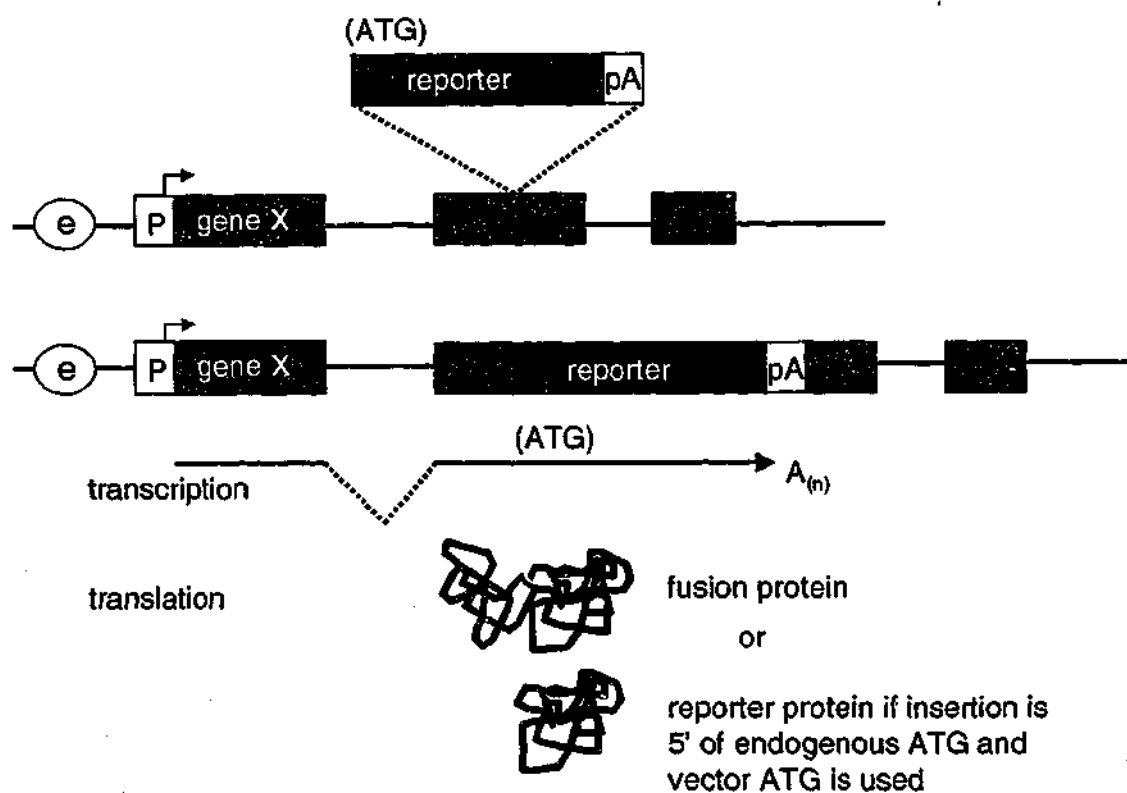 (ATG)
reporter pA
e P gene X
e P gene X reporter pA
(ATG)
transcription A(n)
translation
fusion protein
or
reporter protein if insertion is
5' of endogenous ATG and
vector ATG is used